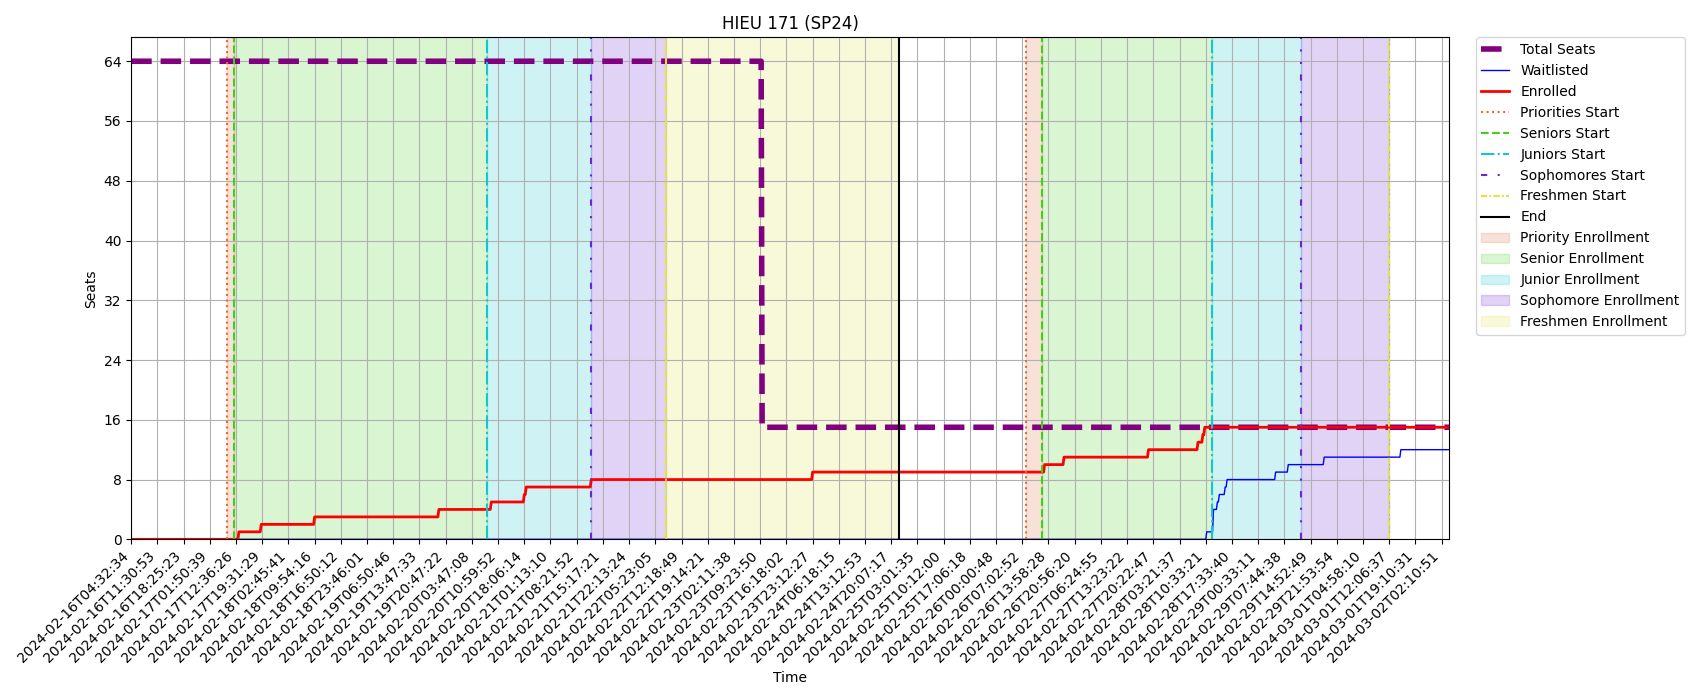 HIEU 171 (SP24)
Seats
64
56
48
40
32
24
16
8
0
2024-02-16T04:32:34
2024-02-16T11:30:53
2024-02-16T18:25:23
2024-02-17T01:50:39
2024-02-17T12:36:26
2024-02-17T19:31:29
2024-02-18T02:45:41
2024-02-18T09:54:16
2024-02-18T16:50:12
2024-02-18T23:46:01
2024-02-19T06:50:46
2024-02-19T13:47:33
2024-02-19T20:47:22
2024-02-20T03:47:08
2024-02-20T10:59:52
2024-02-20T18:06:14
2024-02-21T01:13:10
2024-02-21T08:21:52
2024-02-21T15:17:21
2024-02-21T22:13:24
2024-02-22T05:23:05
2024-02-22T12:18:49
2024-02-22T19:14:21
2024-02-23T02:11:38
2024-02-23T09:23:50
2024-02-23T16:18:02
2024-02-23T23:12:27
2024-02-24T06:18:15
2024-02-24T13:12:53
2024-02-24T20:07:17
2024-02-25T03:01:35
2024-02-25T10:12:00
2024-02-25T17:06:18
2024-02-26T00:00:48
2024-02-26T07:02:52
2024-02-26T13:58:28
2024-02-26T20:56:20
2024-02-27T06:24:55
2024-02-27T13:23:22
2024-02-27T20:22:47
2024-02-28T03:21:37
2024-02-28T10:33:21
2024-02-28T17:33:40
2024-02-29T00:33:11
2024-02-29T07:44:38
2024-02-29T14:52:49
2024-02-29T21:53:54
2024-03-01T04:58:10
2024-03-01T12:06:37
2024-03-01T19:10:31
2024-03-02T02:10:51
Time
Total Seats
Waitlisted
Enrolled
Priorities Start
Seniors Start
Juniors Start
Sophomores Start
Freshmen Start
End
Priority Enrollment
Senior Enrollment
Junior Enrollment
Sophomore Enrollment
Freshmen Enrollment